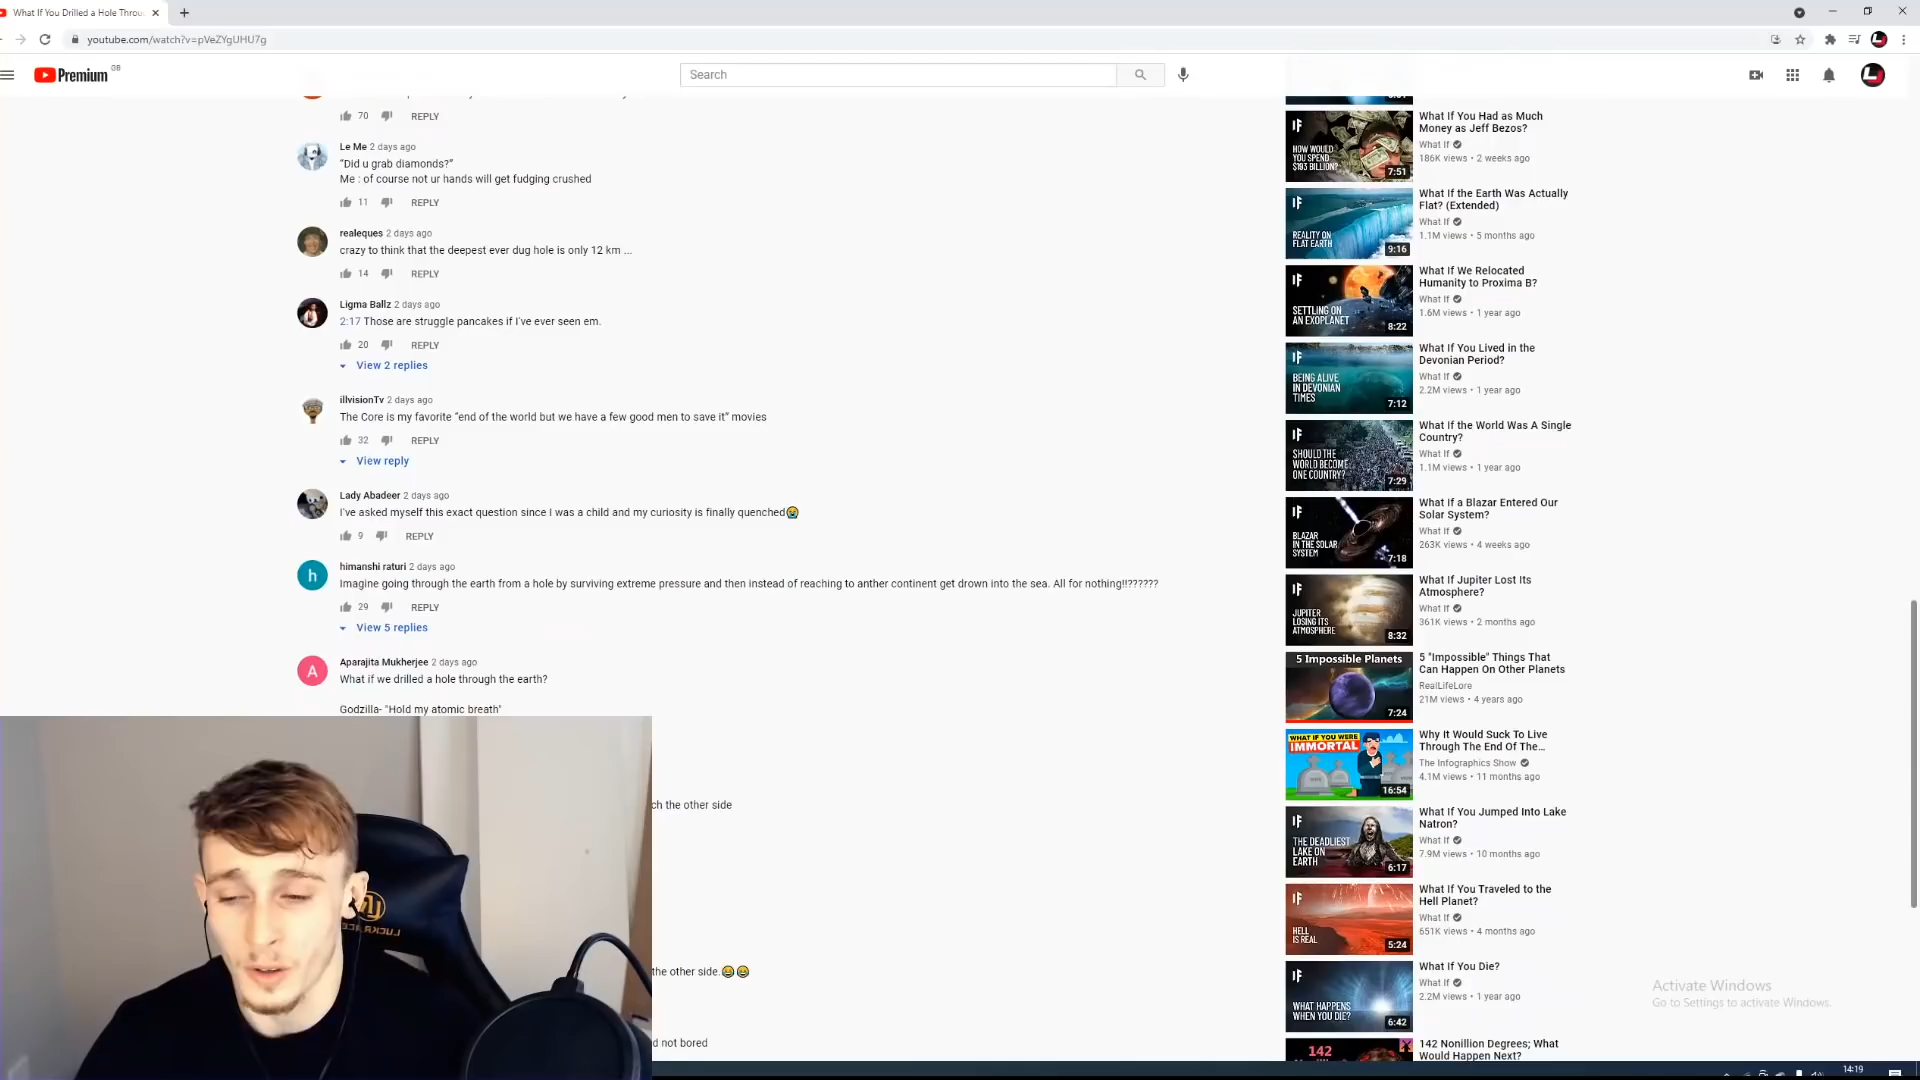 What If You Drilled a Hole Throu
youtube.com/watch?v=pVeZYgUHU7g
Premium GB
Search
70 REPLY
Le Me 2 days ago
“Did u grab diamonds?”
Me : of course not ur hands will get fudging crushed
11 REPLY
realeques 2 days ago
crazy to think that the deepest ever dug hole is only 12 km ...
14 REPLY
Ligma Ballz 2 days ago
2:17 Those are struggle pancakes if I've ever seen em.
20 REPLY
View 2 replies
illvisionTv 2 days ago
The Core is my favorite “end of the world but we have a few good men to save it” movies
32 REPLY
View reply
Lady Abadeer 2 days ago
I've asked myself this exact question since I was a child and my curiosity is finally quenched😭
9 REPLY
h
himanshi raturi 2 days ago
Imagine going through the earth from a hole by surviving extreme pressure and then instead of reaching to anther continent get drown into the sea. All for nothing!!??????
29 REPLY
View 5 replies
A
Aparajita Mukherjee 2 days ago
What if we drilled a hole through the earth?
Godzilla- "Hold my atomic breath"
ch the other side
the other side.😂😂
d not bored
LUCKRACER
IF
HOW WOULD
YOU SPEND
$193 BILLION?
7:51
What If You Had as Much
Money as Jeff Bezos?
What If
186K views • 2 weeks ago
IF
REALITY ON
FLAT EARTH
9:16
What If the Earth Was Actually
Flat? (Extended)
What If
1.1M views • 5 months ago
IF
SETTLING ON
AN EXOPLANET
8:22
What If We Relocated
Humanity to Proxima B?
What If
1.6M views • 1 year ago
IF
BEING ALIVE
IN DEVONIAN
TIMES
7:12
What If You Lived in the
Devonian Period?
What If
2.2M views • 1 year ago
IF
SHOULD THE
WORLD BECOME
ONE COUNTRY?
7:29
What If the World Was A Single
Country?
What If
1.1M views • 1 year ago
IF
BLAZAR
IN THE SOLAR
SYSTEM
7:18
What If a Blazar Entered Our
Solar System?
What If
263K views • 4 weeks ago
IF
JUPITER
LOSING ITS
ATMOSPHERE
8:32
What If Jupiter Lost Its
Atmosphere?
What If
361K views • 2 months ago
5 Impossible Planets
7:24
5 "Impossible" Things That
Can Happen On Other Planets
RealLifeLore
21M views • 4 years ago
WHAT IF YOU WERE
IMMORTAL
16:54
Why It Would Suck To Live
Through The End Of The...
The Infographics Show
4.1M views • 11 months ago
IF
THE DEADLIEST
LAKE ON
EARTH
6:17
What If You Jumped Into Lake
Natron?
What If
7.9M views • 10 months ago
IF
HELL
IS REAL
5:24
What If You Traveled to the
Hell Planet?
What If
651K views • 4 months ago
IF
WHAT HAPPENS
WHEN YOU DIE?
6:42
What If You Die?
What If
2.2M views • 1 year ago
142
142 Nonillion Degrees; What
Would Happen Next?
Activate Windows
Go to Settings to activate Windows.
14:19